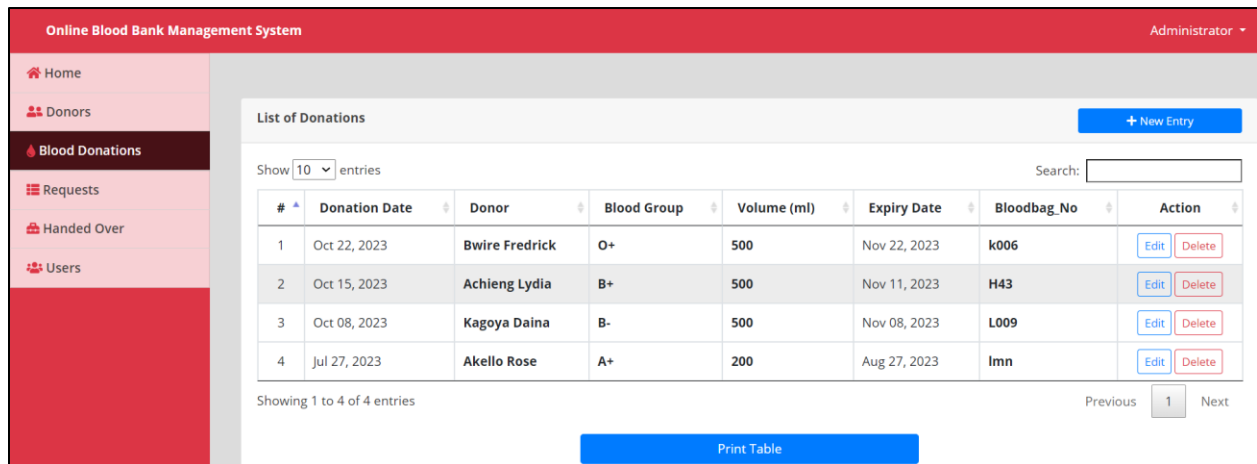 Online Blood Bank Management System Administrator
Home
Donors
List of Donations + New Entry
Blood Donations
Show 10 entries Search:
Requests
# Donation Date Donor Blood Group Volume (ml) Expiry Date Bloodbag_No Action
Handed Over
1 Oct 22, 2023 Bwire Fredrick O+ 500 Nov 22, 2023 k006 Edit Delete
Users
2 Oct 15, 2023 Achieng Lydia B+ 500 Nov 11, 2023 H43 Edit Delete
3 Oct 08, 2023 Kagoya Daina B- 500 Nov 08, 2023 L009 Edit Delete
4 Jul 27, 2023 Akello Rose A+ 200 Aug 27, 2023 lmn Edit Delete
Showing 1 to 4 of 4 entries Previous 1 Next
Print Table